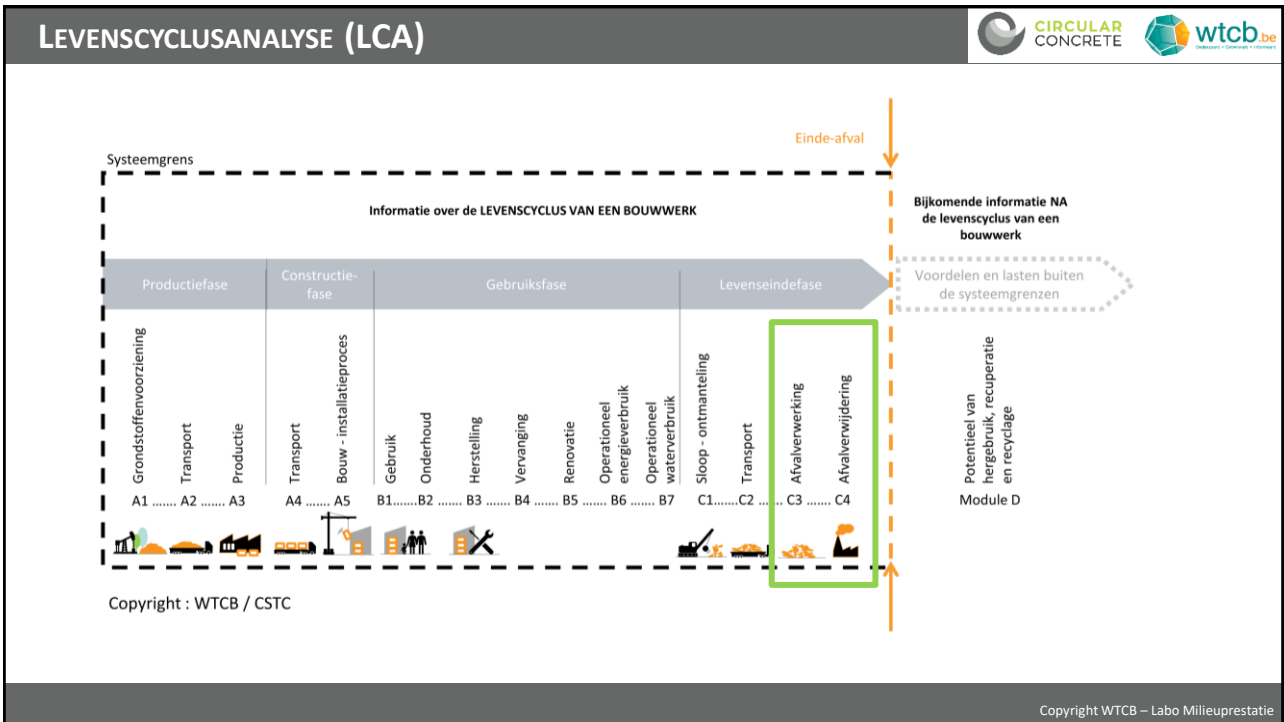 LEVENSCYCLUSANALYSE (LCA)
CIRCULAR
CONCRETE
wtcb.be
Einde-afval
Systeemgrens
Informatie over de LEVENSCYCLUS VAN EEN BOUWWERK
Bijkomende informatie NA
de levenscyclus van een
bouwwerk
Productiefase
Constructie-
fase
Gebruiksfase
Levenseindefase
Voordelen en lasten buiten
de systeemgrenzen
Grondstoffenvoorziening
Transport
Productie
Transport
Bouw - installatieproces
Gebruik
Onderhoud
Herstelling
Vervanging
Renovatie
Operationeel
energieverbruik
Operationeel
waterverbruik
Sloop - ontmanteling
Transport
Afvalverwerking
Afvalverwijdering
Potentieel van
hergebruik, recuperatie
en recyclage
A1 ....... A2 ....... A3
A4 ...... A5
B1.......B2 ....... B3 ....... B4 ....... B5 ....... B6 ....... B7
C1.......C2 ....... C3 ....... C4
Module D
Copyright : WTCB / CSTC
Copyright WTCB – Labo Milieuprestatie